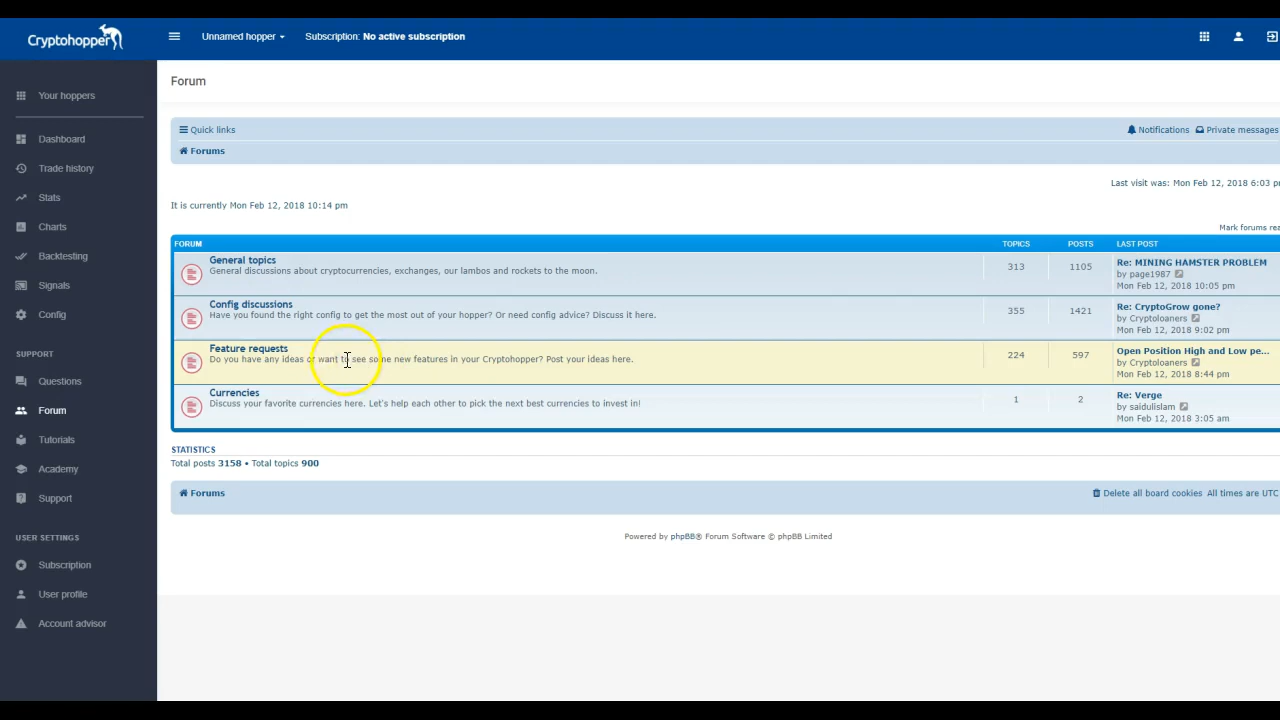 Cryptohopper
Unnamed hopper
Subscription: No active subscription
Your hoppers
Dashboard
Trade history
Stats
Charts
Backtesting
Signals
Config
SUPPORT
Questions
Forum
Tutorials
Academy
Support
USER SETTINGS
Subscription
User profile
Account advisor
Forum
Quick links
Notifications Private messages
Forums
Last visit was: Mon Feb 12, 2018 6:03 p
It is currently Mon Feb 12, 2018 10:14 pm
Mark forums rea
FORUM TOPICS POSTS LAST POST
General topics
General discussions about cryptocurrencies, exchanges, our lambos and rockets to the moon.
313 1105
Re: MINING HAMSTER PROBLEM
by page1987
Mon Feb 12, 2018 10:05 pm
Config discussions
Have you found the right config to get the most out of your hopper? Or need config advice? Discuss it here.
355 1421
Re: CryptoGrow gone?
by Cryptoloaners
Mon Feb 12, 2018 9:02 pm
Feature requests
Do you have any ideas or want to see some new features in your Cryptohopper? Post your ideas here.
224 597
Open Position High and Low pe...
by Cryptoloaners
Mon Feb 12, 2018 8:44 pm
Currencies
Discuss your favorite currencies here. Let's help each other to pick the next best currencies to invest in!
1 2
Re: Verge
by saidulislam
Mon Feb 12, 2018 3:05 am
STATISTICS
Total posts 3158 • Total topics 900
Forums
Delete all board cookies All times are UTC
Powered by phpBB® Forum Software © phpBB Limited